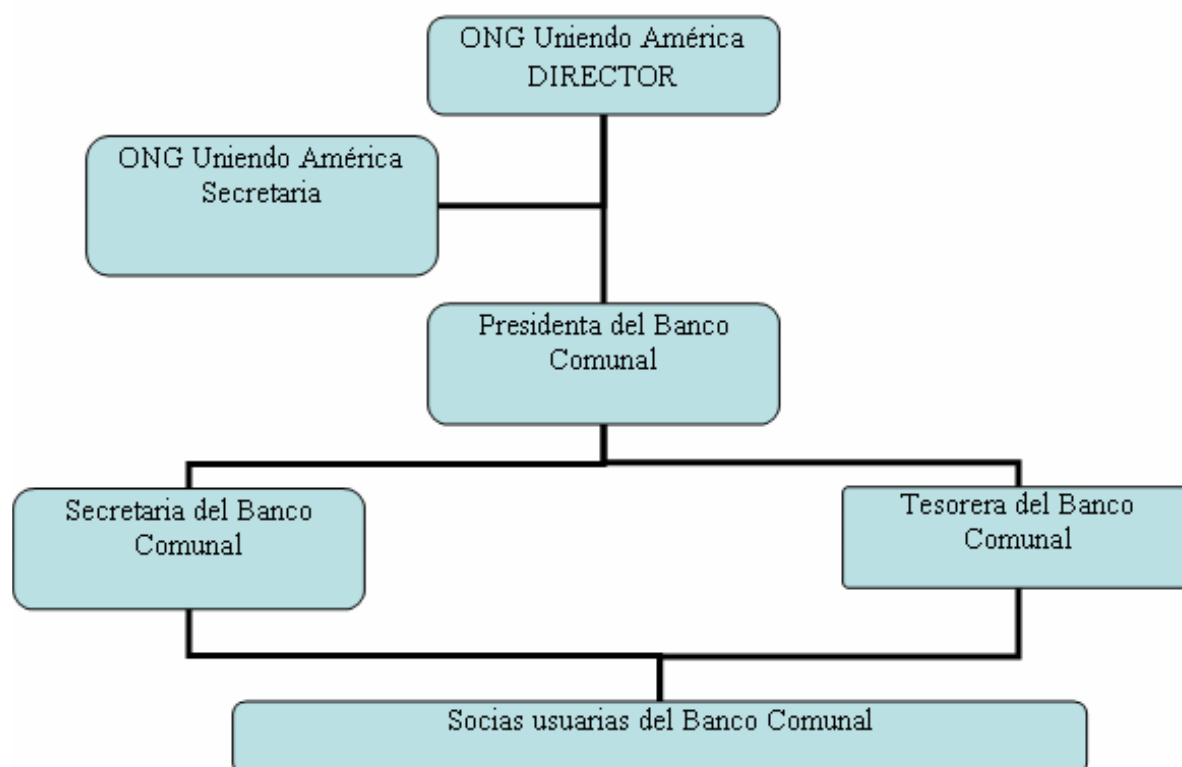 ONG Uniendo América
DIRECTOR
ONG Uniendo América
Secretaria
Presidenta del Banco
Comunal
Secretaria del Banco
Comunal
Tesorera del Banco
Comunal
Socias usuarias del Banco Comunal